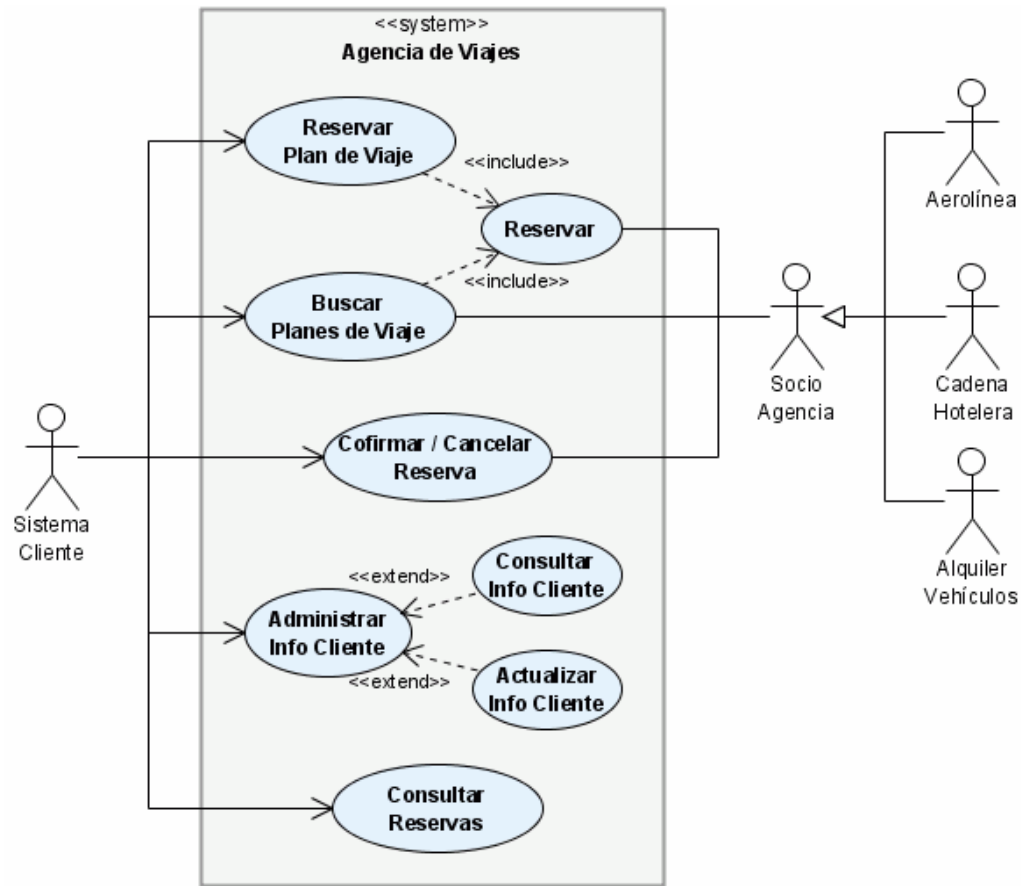 <<system>>
Agencia de Viajes
Reservar
Plan de Viaje
<<include>>
Reservar
<<include>>
Buscar
Planes de Viaje
Cofirmar / Cancelar
Reserva
Consultar
Info Cliente
<<extend>>
Administrar
Info Cliente
<<extend>>
Actualizar
Info Cliente
Consultar
Reservas
Sistema
Cliente
Socio
Agencia
Aerolínea
Cadena
Hotelera
Alquiler
Vehículos